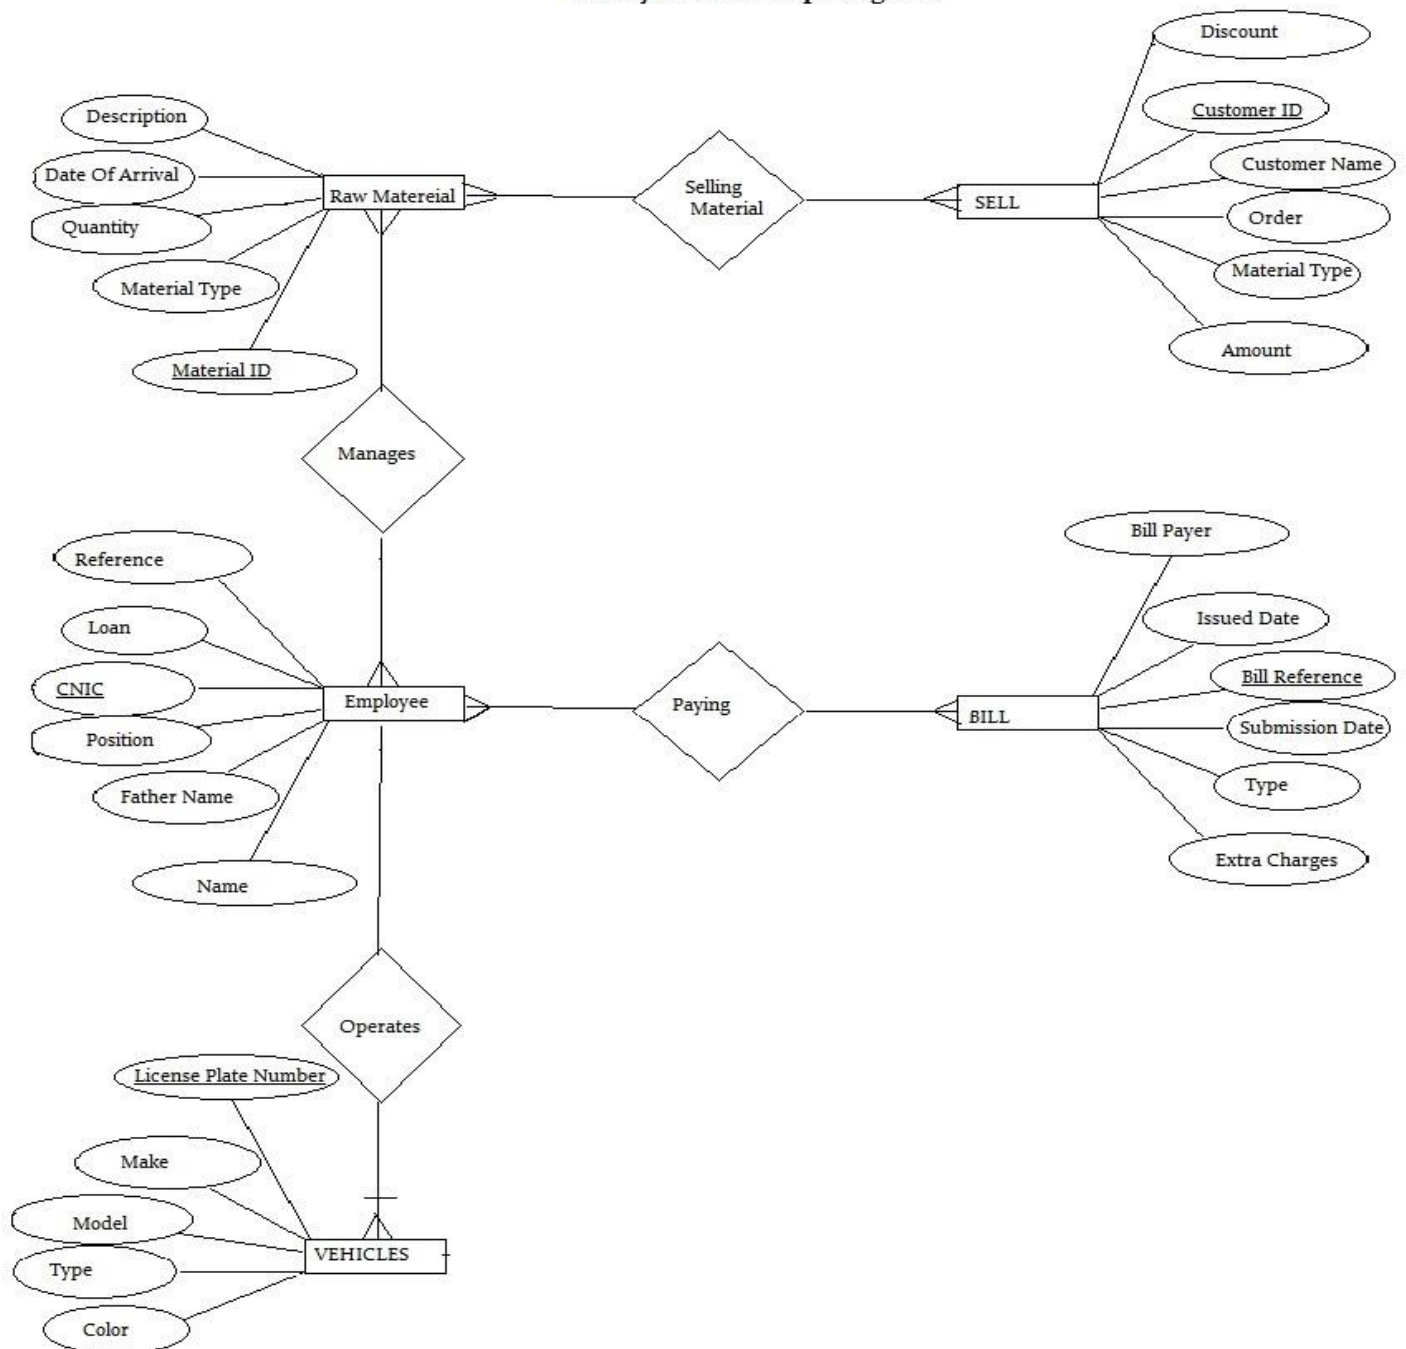 Discount
Description
Customer ID
Customer Name
Date Of Arrival
Raw Matereial
Selling
Material
SELL
Order
Quantity
Material Type
Material Type
Amount
Material ID
Manages
Bill Payer
Reference
Issued Date
Loan
Bill Reference
CNIC
Employee
Paying
BILL
Submission Date
Position
Type
Father Name
Extra Charges
Name
Operates
License Plate Number
Make
Model
VEHICLES
Type
Color